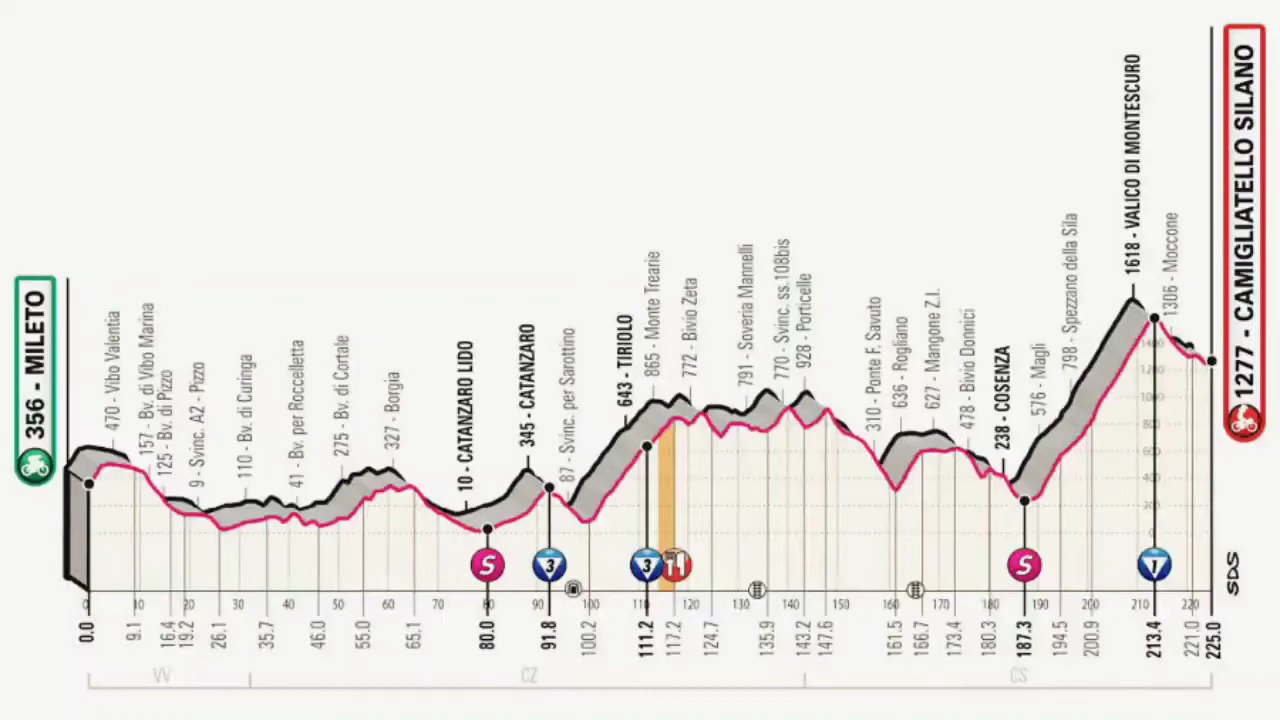 356 - MILETO
470 - Vibo Valentia
157 - Bv. di Vibo Marina
125 - Bv. di Pizzo
9 - Svinc. A2 - Pizzo
110 - Bv. di Curinga
41 - Bv. per Roccelletta
275 - Bv. di Cortale
327 - Borgia
10 - CATANZARO LIDO
345 - CATANZARO
87 - Svinc. per Sarottino
643 - TIRIOLO
865 - Monte Trearie
772 - Bivio Zeta
791 - Soveria Mannelli
770 - Svinc. ss.108bis
928 - Porticelle
310 - Ponte F. Savuto
636 - Rogliano
627 - Mangone Z.I.
478 - Bivio Donnici
238 - COSENZA
576 - Magli
798 - Spezzano della Sila
1618 - VALICO DI MONTESCURO
1306 - Moccone
1277 - CAMIGLIATELLO SILANO
1400
1200
1000
800
600
400
200
0
S 3 3 S 1
SDS
0 10 20 30 40 50 60 70 80 90 100 110 120 130 140 150 160 170 180 190 200 210 220
0.0 9.1 16.4 19.2 26.1 35.7 46.0 55.0 65.1 80.0 91.8 100.2 111.2 117.2 124.7 135.9 143.2 147.6 161.5 166.7 173.4 180.3 187.3 194.5 200.9 213.4 221.0 225.0
VV CZ CS